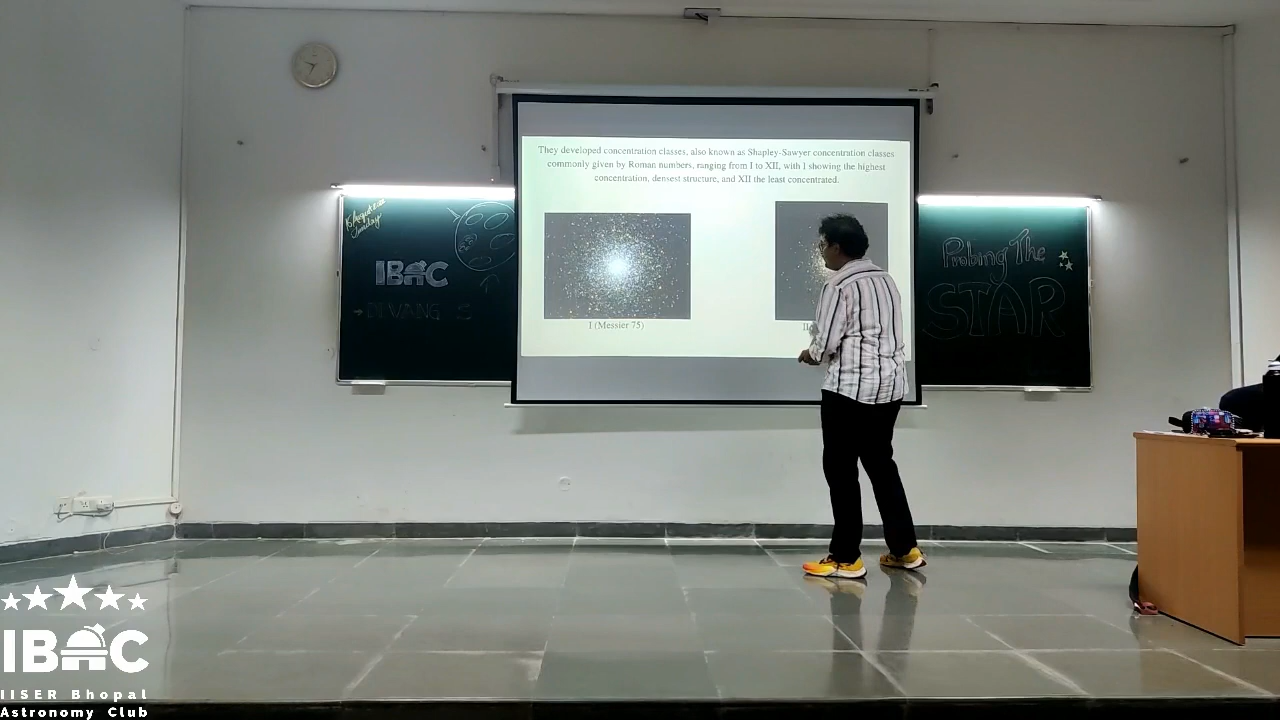 They developed concentration classes, also known as Shapley-Sawyer concentration classes
commonly given by Roman numbers, ranging from I to XII, with I showing the highest
concentration, densest structure, and XII the least concentrated.
I (Messier 75)
Sunday
IBAC
DEVANG S
Probing The
STAR
IBAC
IISER Bhopal
Astronomy Club